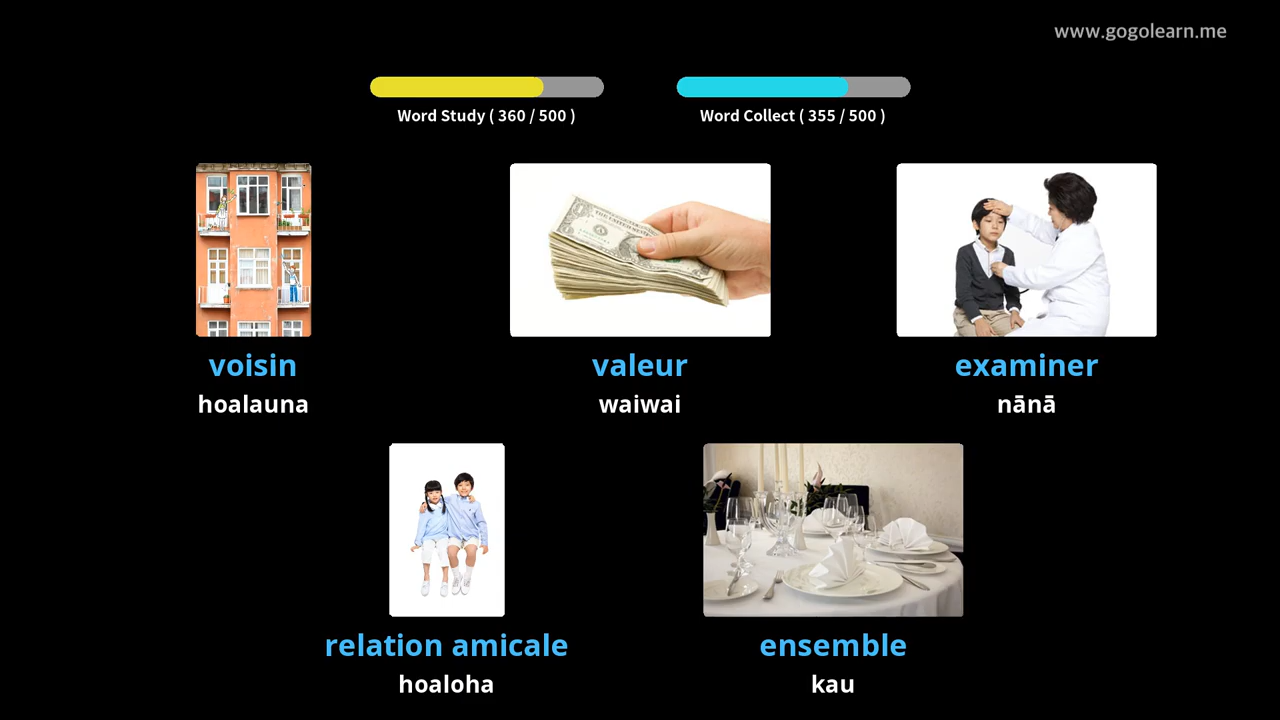 www.gogolearn.me
Word Study ( 360 / 500 )
Word Collect ( 355 / 500 )
voisin
hoalauna
valeur
waiwai
examiner
nānā
relation amicale
hoaloha
ensemble
kau